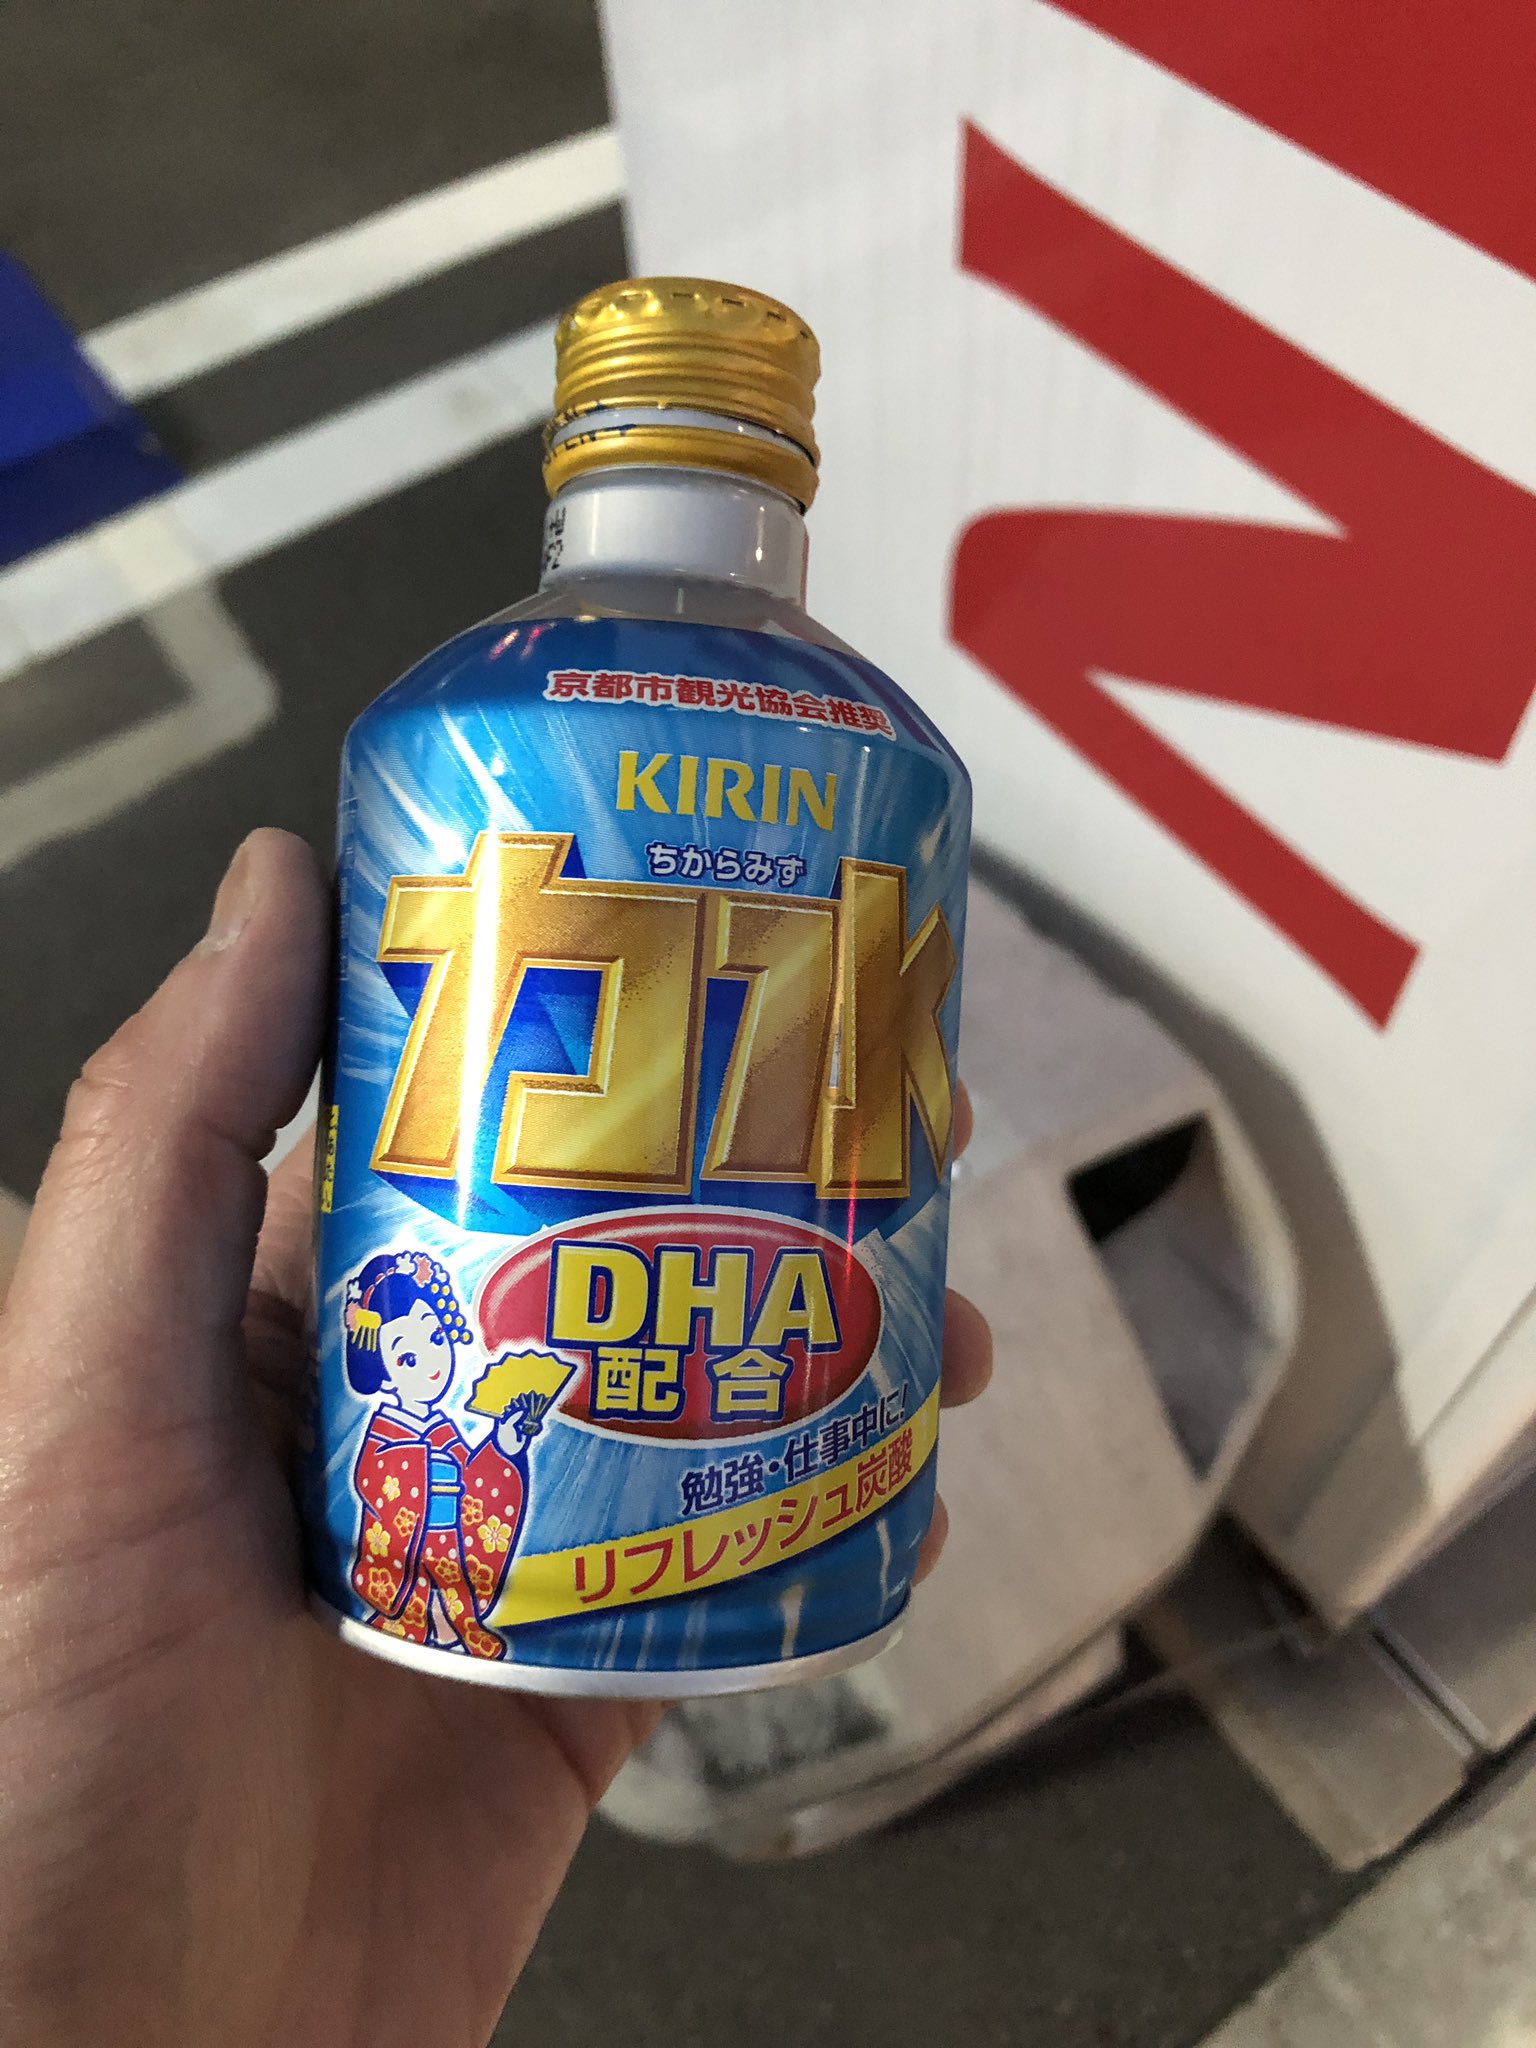 京都市観光協会推奨
KIRIN
ちからみず
力水
DHA
配合
勉強・仕事中に!
リフレッシュ炭酸